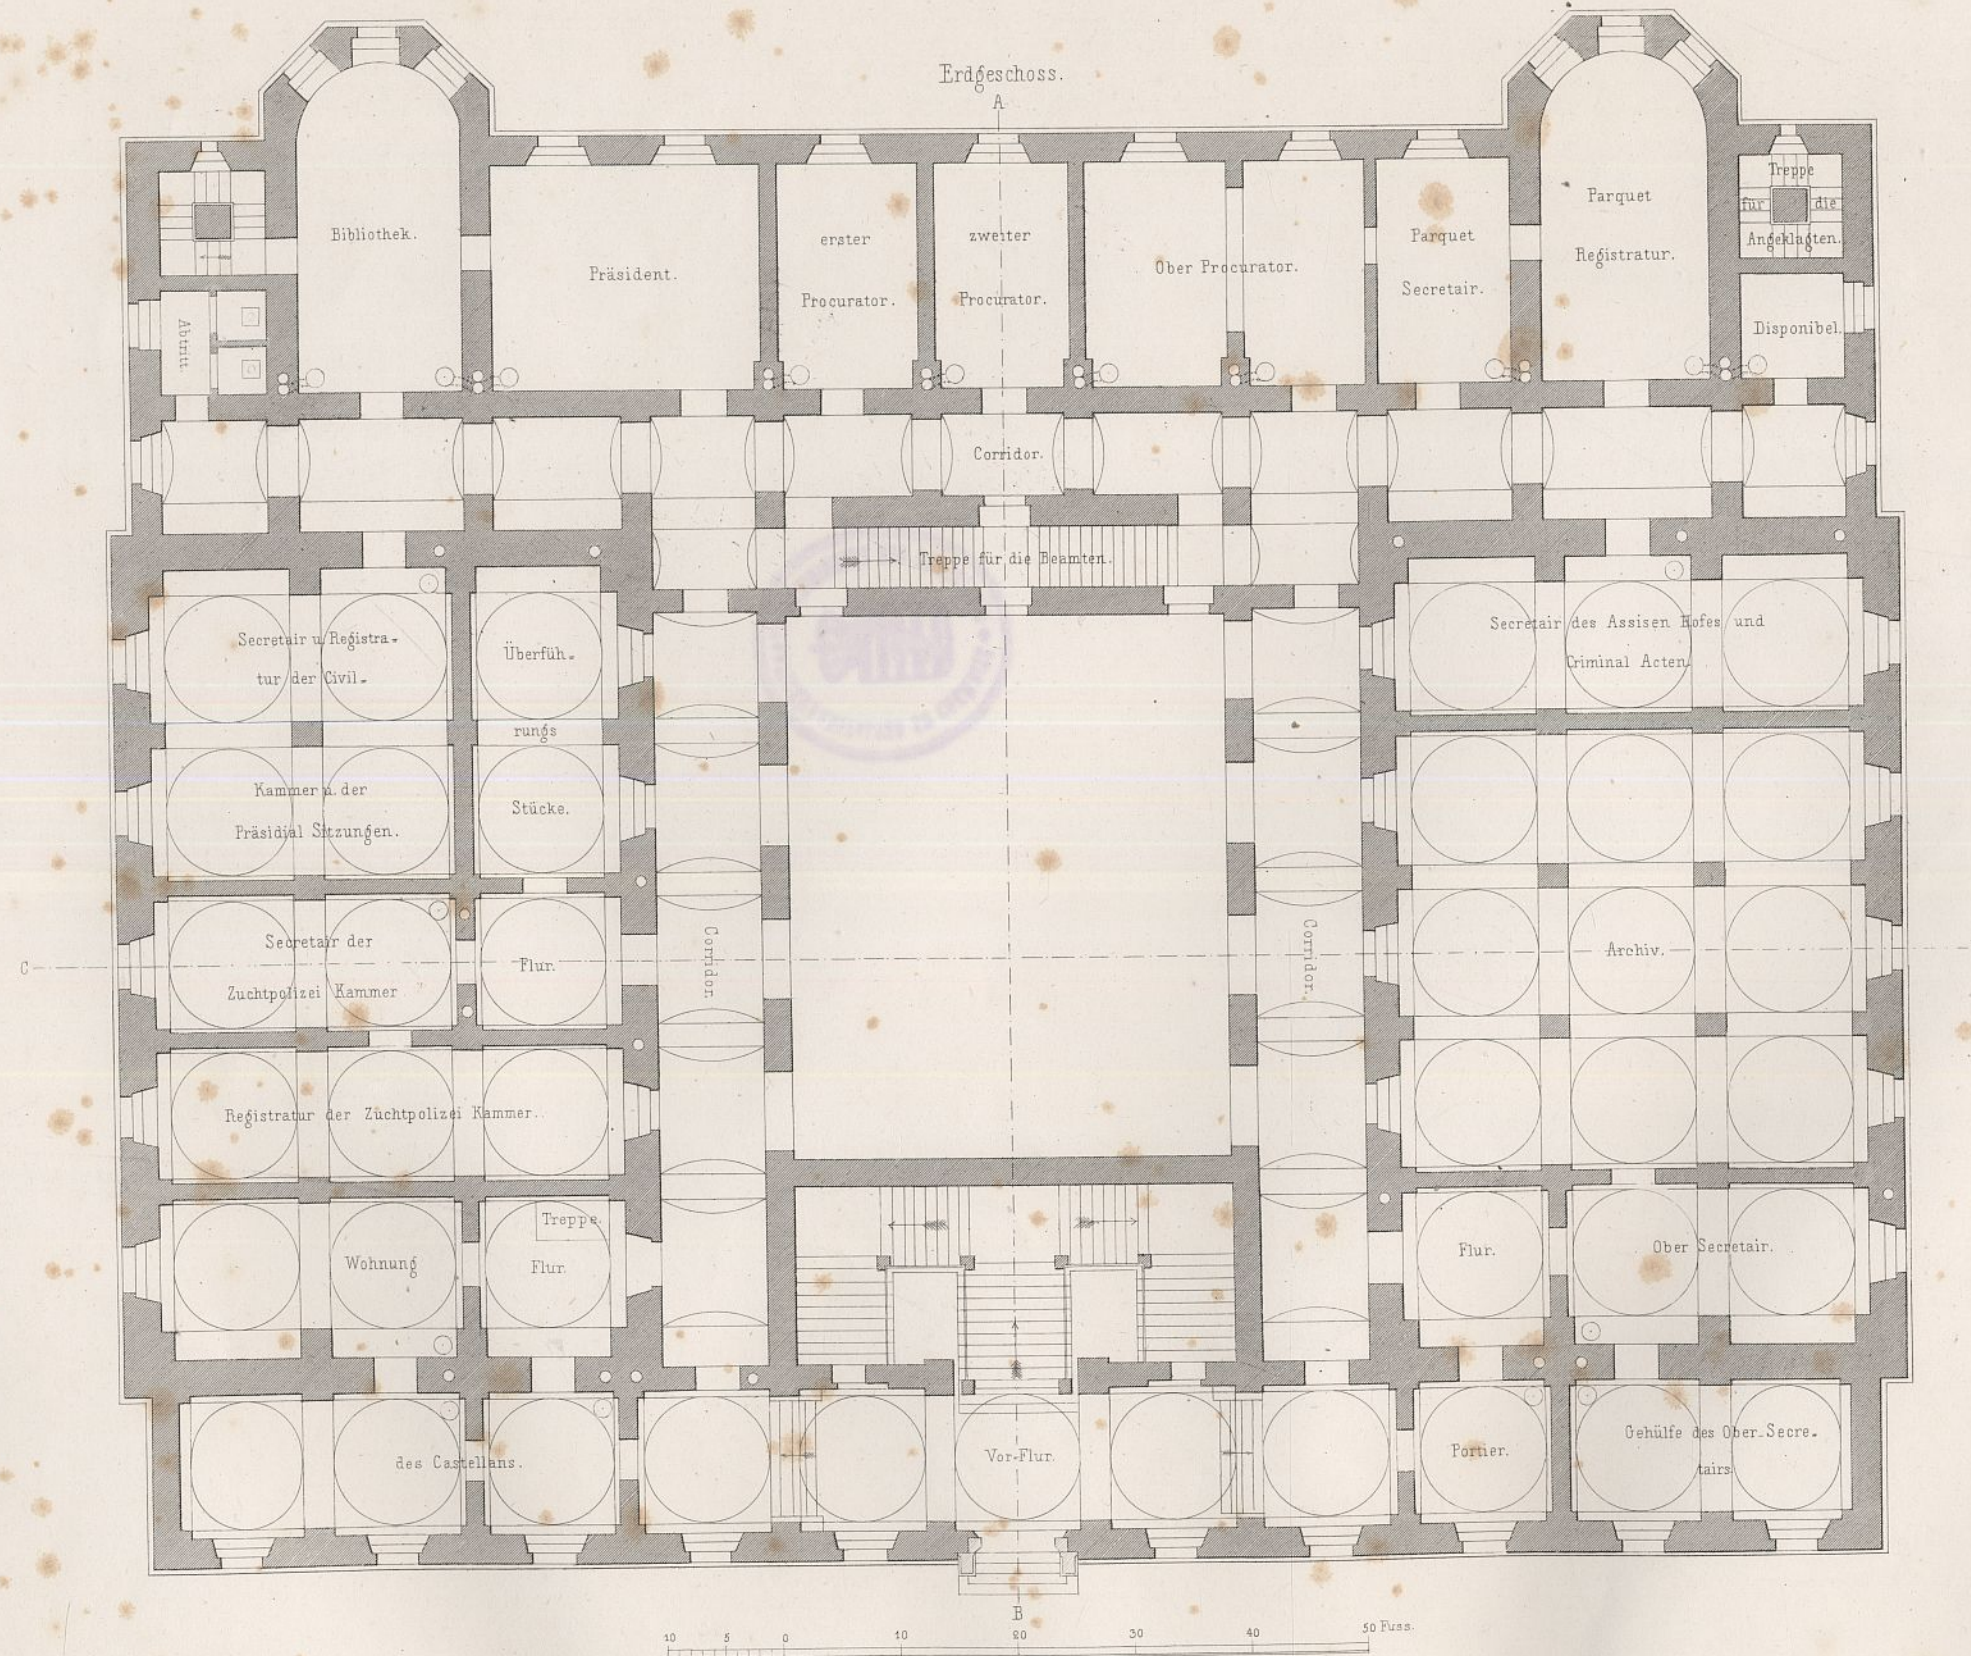 Erdgeschoss.
A
Treppe
für die
Angeklagten.
Bibliothek.
Präsident.
erster
Procurator.
zweiter
Procurator.
Ober Procurator.
Parquet
Secretair.
Parquet
Registratur.
Disponibel.
Abtritt.
Corridor.
Treppe für die Beamten.
Secretair u. Registra-
tur der Civil-
Kammer u. der
Präsidial Sitzungen.
Überfüh-
rungs
Stücke.
Secretair des Assisen Hofes und
Criminal Acten.
C
Secretair der
Zuchtpolizei Kammer
Flur.
Corridor.
Corridor.
Archiv.
Registratur der Zuchtpolizei Kammer.
Wohnung
Treppe.
Flur.
Flur.
Ober Secretair.
des Castellans.
Vor-Flur.
Portier.
Gehülfe des Ober-Secre-
tairs
B
10 5 0 10 20 30 40 50 Fuss.